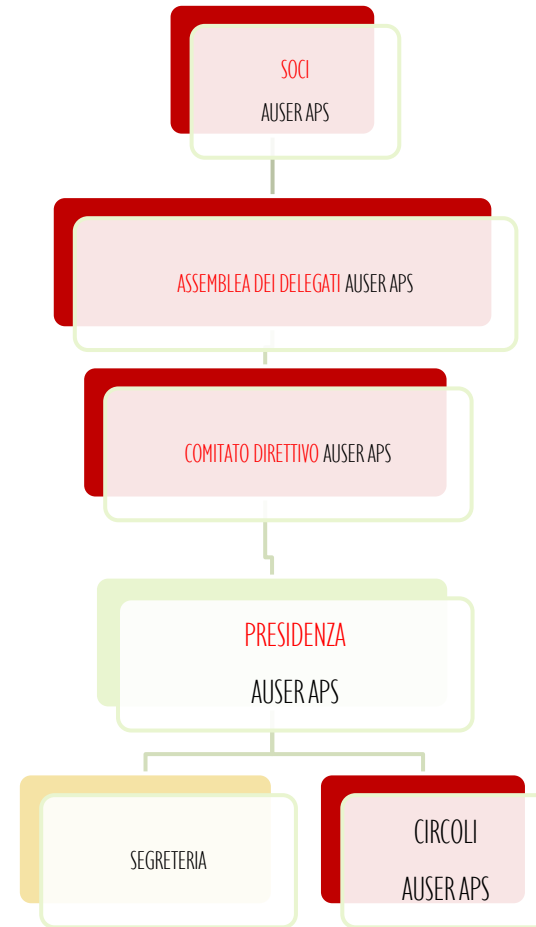 SOCI
AUSER APS
ASSEMBLEA DEI DELEGATI AUSER APS
COMITATO DIRETTIVO AUSER APS
PRESIDENZA
AUSER APS
SEGRETERIA
CIRCOLI
AUSER APS